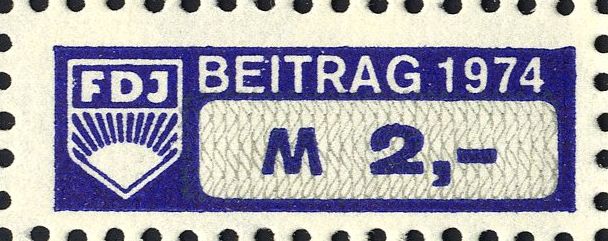 FDJ
BEITRAG 1974
M 2,-